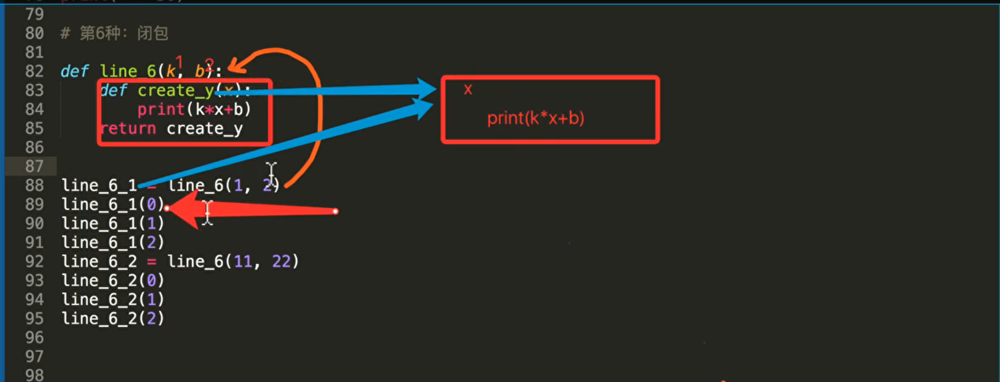 79
80 # 第6种：闭包
81
1 2
82 def line_6(k, b):
83 def create_y(x):
x
84 print(k*x+b)
print(k*x+b)
85 return create_y
86
87
88 line_6_1 = line_6(1, 2)
89 line_6_1(0)
90 line_6_1(1)
91 line_6_1(2)
92 line_6_2 = line_6(11, 22)
93 line_6_2(0)
94 line_6_2(1)
95 line_6_2(2)
96
97
98